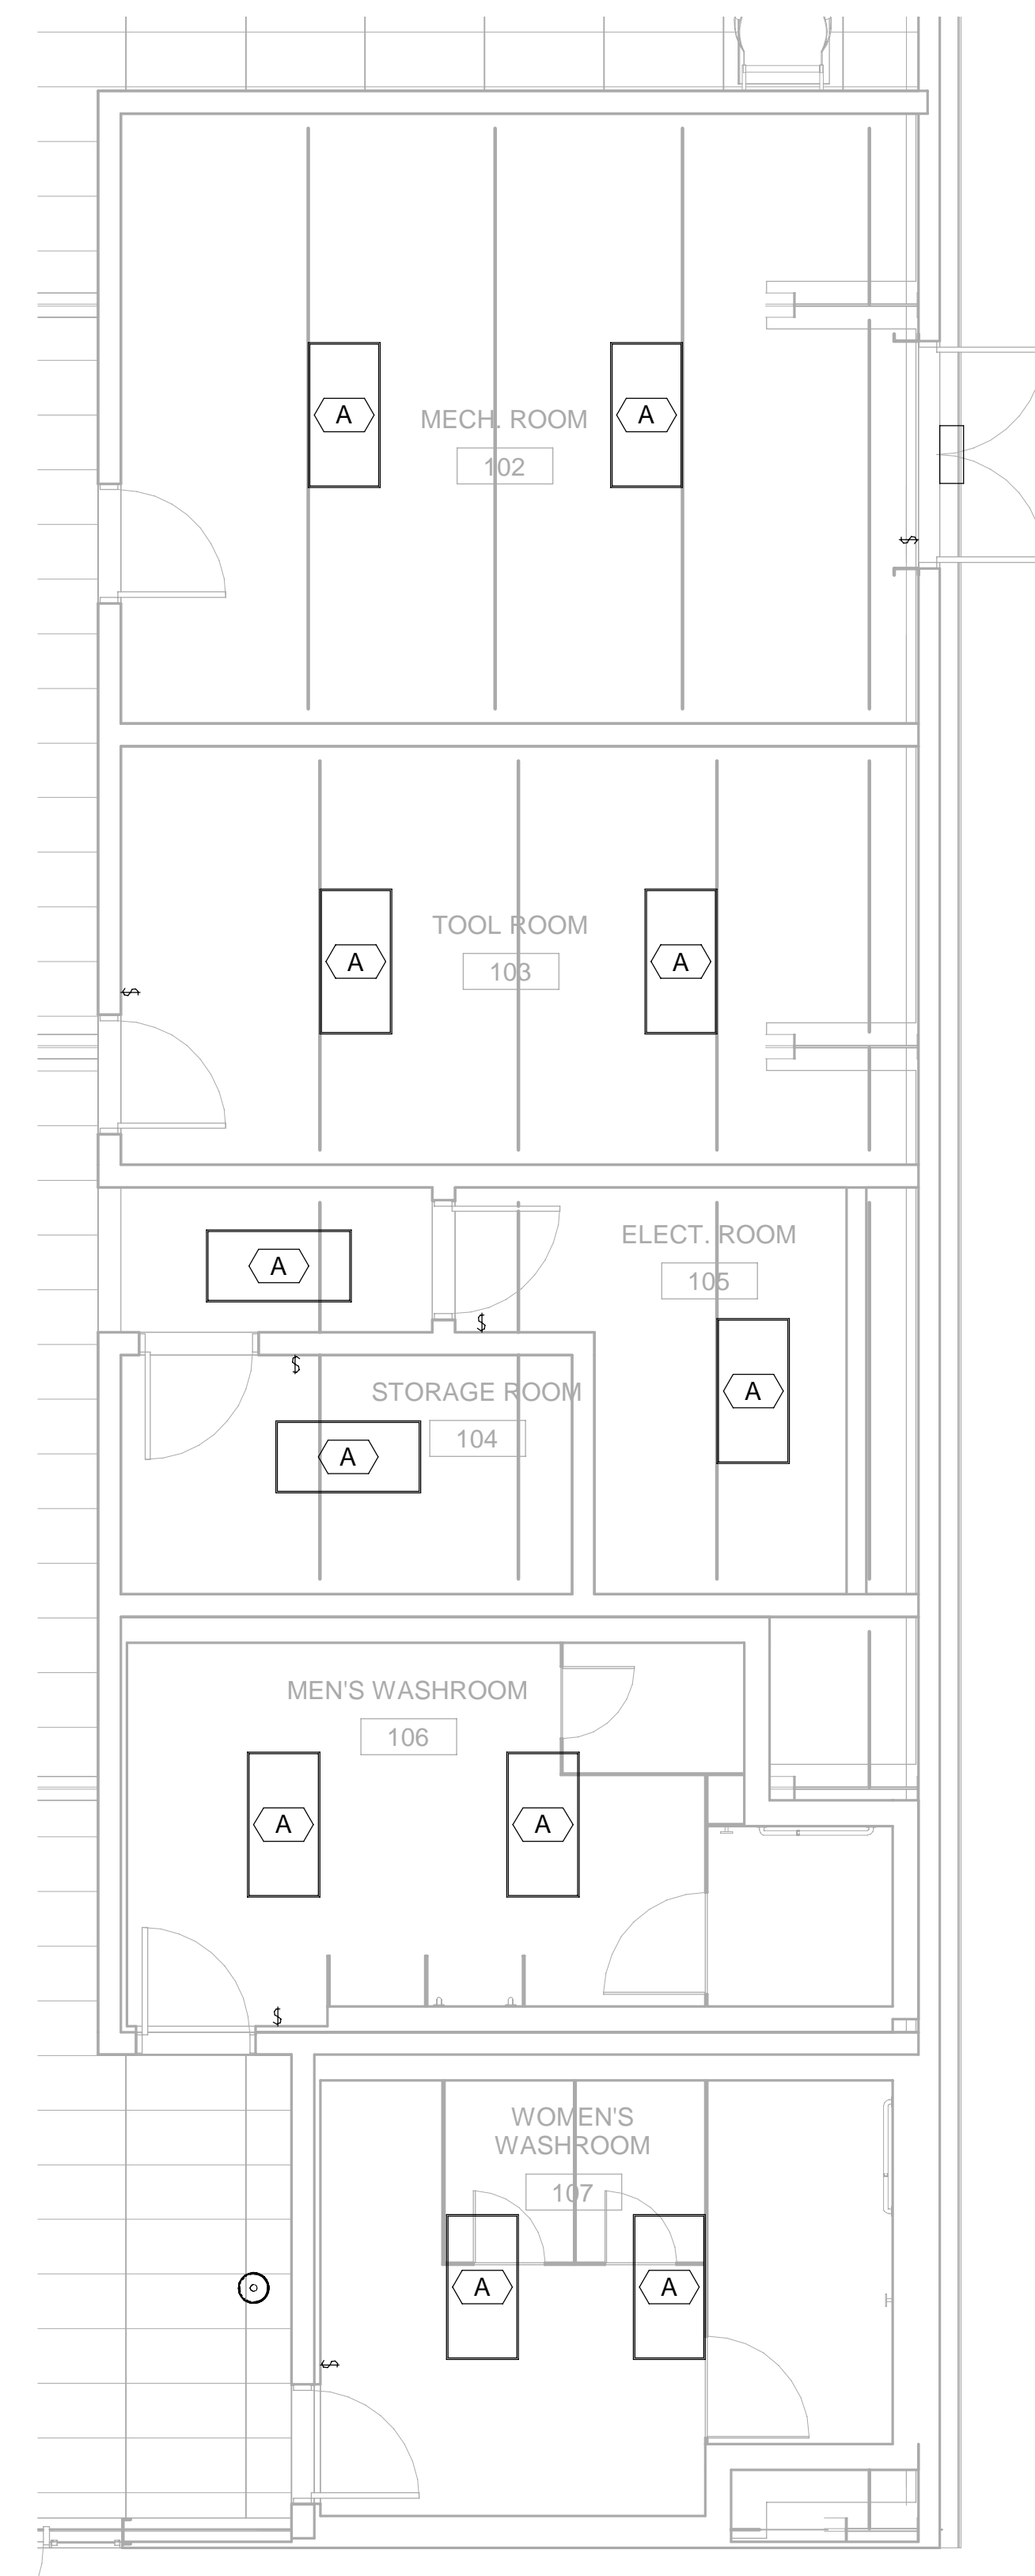 MECH. ROOM
102
A
A
$
TOOL ROOM
103
A
A
$
ELECT. ROOM
105
A
A
$
$
STORAGE ROOM
104
A
MEN'S WASHROOM
106
A
A
$
WOMEN'S
WASHROOM
107
A
A
$